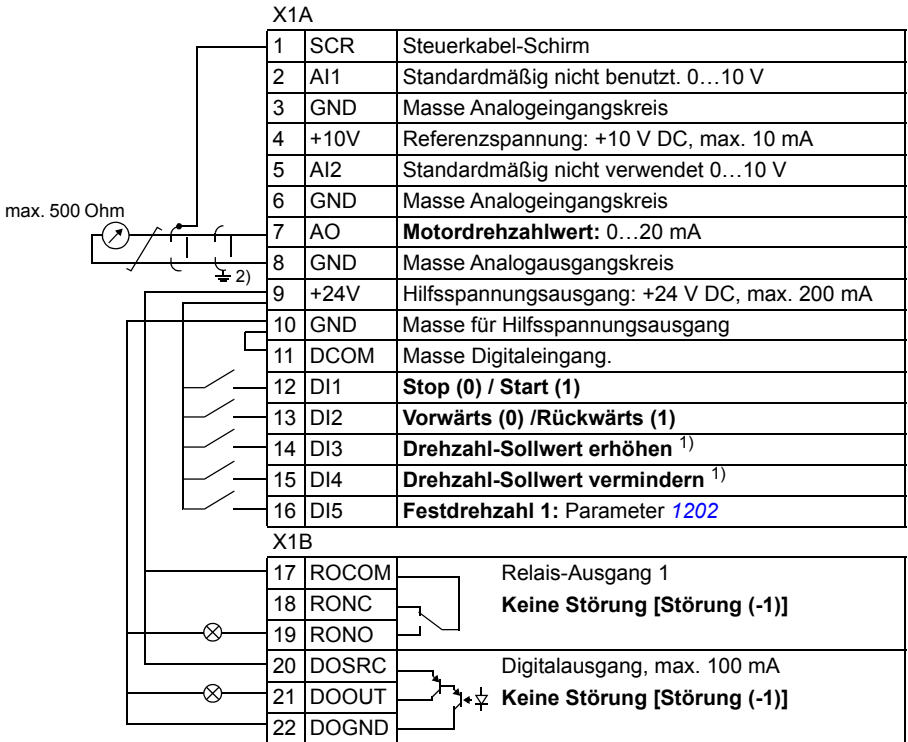 X1A
1 SCR Steuerkabel-Schirm
2 AI1 Standardmäßig nicht benutzt. 0…10 V
3 GND Masse Analogeingangskreis
4 +10V Referenzspannung: +10 V DC, max. 10 mA
5 AI2 Standardmäßig nicht verwendet 0…10 V
6 GND Masse Analogeingangskreis
max. 500 Ohm
7 AO Motordrehzahlwert: 0…20 mA
8 GND Masse Analogausgangskreis
2)
9 +24V Hilfsspannungsausgang: +24 V DC, max. 200 mA
10 GND Masse für Hilfsspannungsausgang
11 DCOM Masse Digitaleingang.
12 DI1 Stop (0) / Start (1)
13 DI2 Vorwärts (0) /Rückwärts (1)
14 DI3 Drehzahl-Sollwert erhöhen 1)
15 DI4 Drehzahl-Sollwert vermindern 1)
16 DI5 Festdrehzahl 1: Parameter 1202
X1B
17 ROCOM Relais-Ausgang 1
18 RONC Keine Störung [Störung (-1)]
19 RONO
20 DOSRC Digitalausgang, max. 100 mA
21 DOOUT Keine Störung [Störung (-1)]
22 DOGND